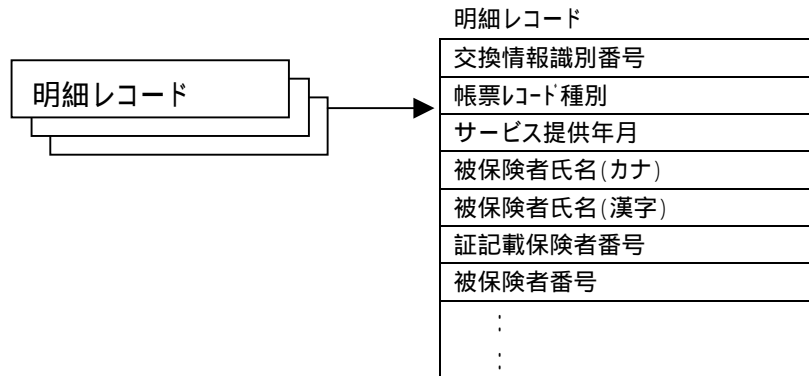 明細レコード
明細レコード
交換情報識別番号
帳票ﾚｺｰﾄﾞ種別
サービス提供年月
被保険者氏名(カナ)
被保険者氏名(漢字)
証記載保険者番号
被保険者番号
:
: